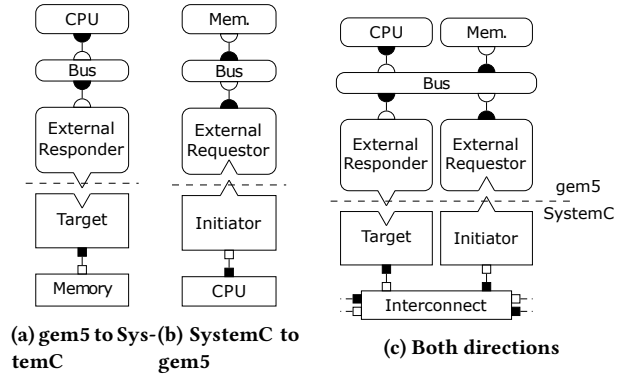 CPU
Bus
External
Responder
Target
Memory
(a) gem5 to Sys-
temC
Mem.
Bus
External
Requestor
Initiator
CPU
(b) SystemC to
gem5
CPU
Mem.
Bus
External
Responder
External
Requestor
gem5
SystemC
Target
Initiator
Interconnect
(c) Both directions